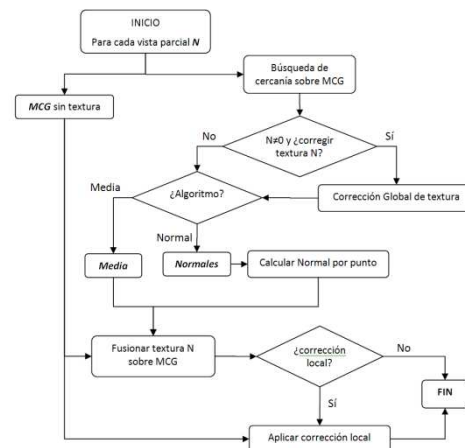 INICIO
Para cada vista parcial N
Búsqueda de
cercanía sobre MCG
MCG sin textura
No
N≠0 y ¿corregir
textura N?
Sí
Media
¿Algoritmo?
Corrección Global de textura
Normal
Media
Normales
Calcular Normal por punto
Fusionar textura N
sobre MCG
¿corrección
local?
No
Sí
FIN
Aplicar corrección local